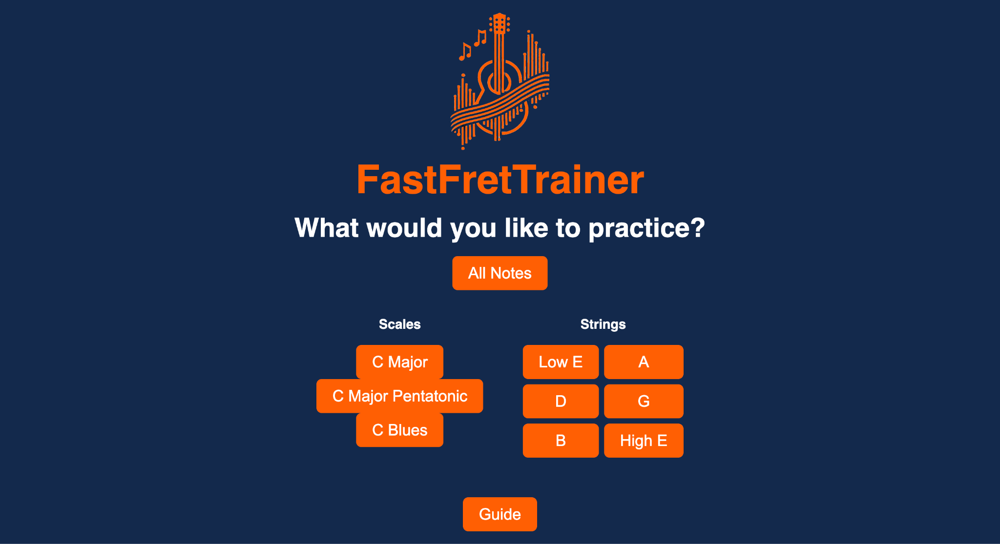 FastFretTrainer
What would you like to practice?
All Notes
Scales
C Major
C Major Pentatonic
C Blues
Strings
Low E
A
D
G
B
High E
Guide